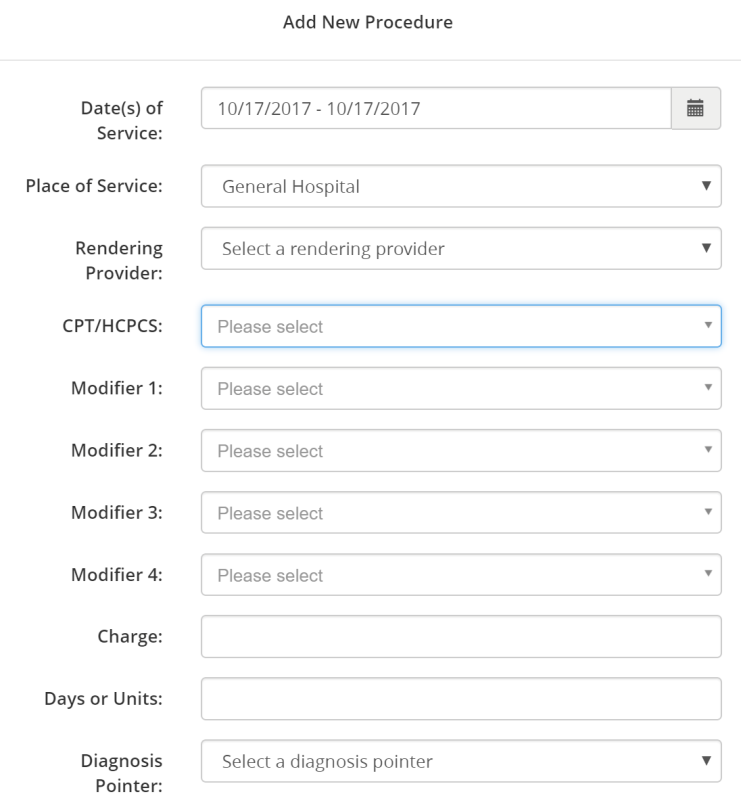 Add New Procedure
Date(s) of
Service:
10/17/2017 - 10/17/2017
Place of Service:
General Hospital
Rendering
Provider:
Select a rendering provider
CPT/HCPCS:
Please select
Modifier 1:
Please select
Modifier 2:
Please select
Modifier 3:
Please select
Modifier 4:
Please select
Charge:
Days or Units:
Diagnosis
Pointer:
Select a diagnosis pointer